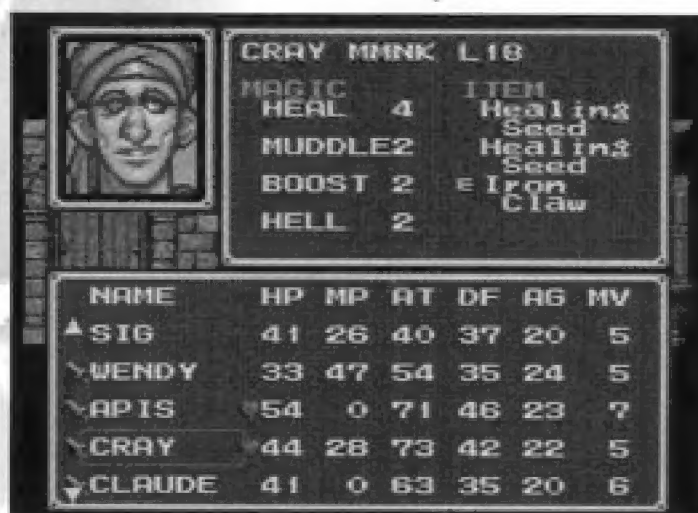 CRAY MMNK L18
MAGIC ITEM
HEAL 4 Healing
Seed
MUDDLE2 Healing
Seed
BOOST 2 E Iron
Claw
HELL 2
NAME HP MP AT DF AG MV
SIG 41 26 40 37 20 5
WENDY 33 47 54 35 24 5
APIS 54 0 71 46 23 7
CRAY 44 28 73 42 22 5
CLAUDE 41 0 63 35 20 6